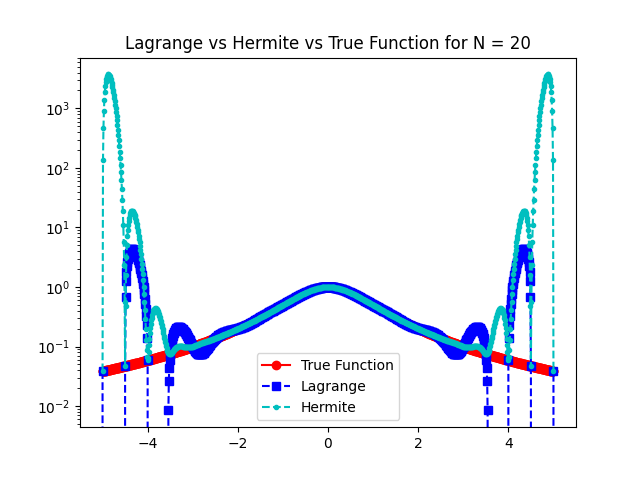 Lagrange vs Hermite vs True Function for N = 20
10³
10²
10¹
10⁰
10⁻¹
10⁻²
True Function
Lagrange
Hermite
−4 −2 0 2 4